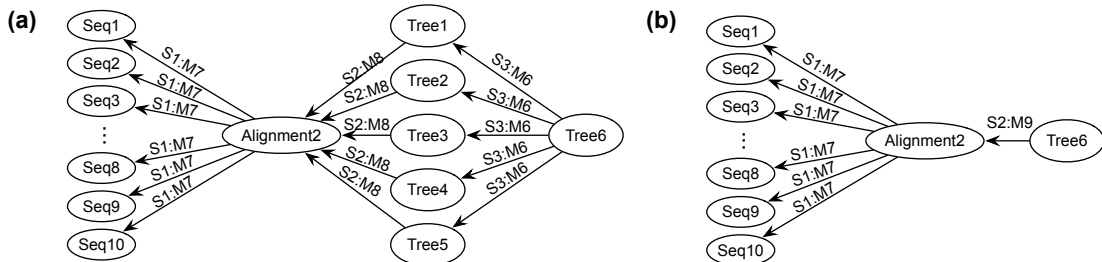 (a)
Seq1
Seq2
Seq3
⋮
Seq8
Seq9
Seq10
S1:M7
S1:M7
S1:M7
S1:M7
S1:M7
S1:M7
Alignment2
S2:M8
S2:M8
S2:M8
S2:M8
S2:M8
Tree1
Tree2
Tree3
Tree4
Tree5
S3:M6
S3:M6
S3:M6
S3:M6
S3:M6
Tree6
(b)
Seq1
Seq2
Seq3
⋮
Seq8
Seq9
Seq10
S1:M7
S1:M7
S1:M7
S1:M7
S1:M7
S1:M7
Alignment2
S2:M9
Tree6